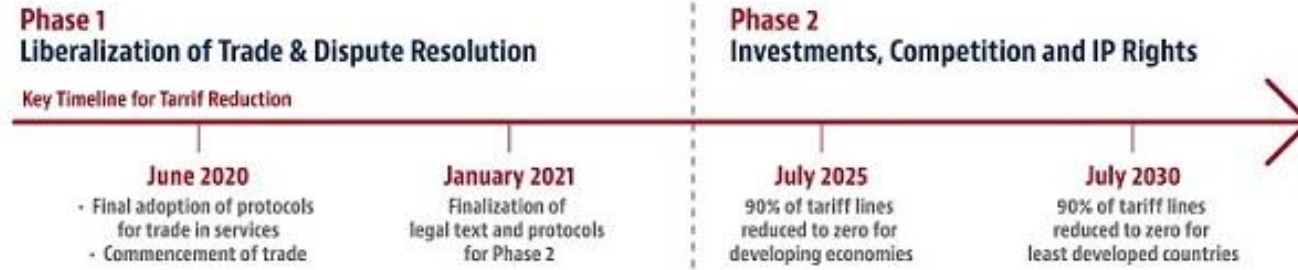 Phase 1
Liberalization of Trade & Dispute Resolution
Key Timeline for Tarrif Reduction
June 2020
· Final adoption of protocols
for trade in services
· Commencement of trade
January 2021
Finalization of
legal text and protocols
for Phase 2
Phase 2
Investments, Competition and IP Rights
July 2025
90% of tariff lines
reduced to zero for
developing economies
July 2030
90% of tariff lines
reduced to zero for
least developed countries